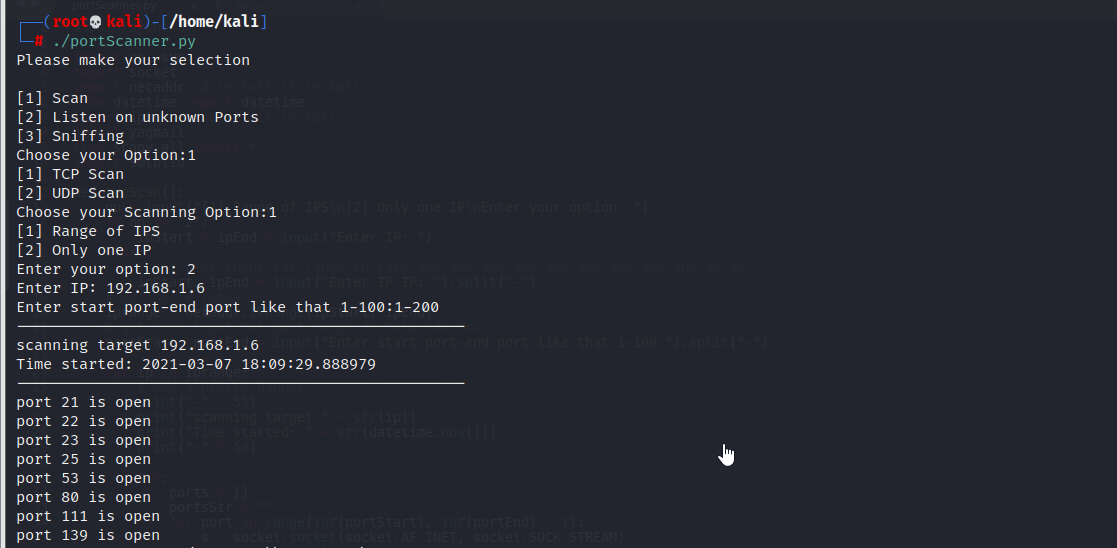 portScanner.py
(root💀kali)-[/home/kali]
# ./portScanner.py
Please make your selection
[1] Scan
[2] Listen on unknown Ports
[3] Sniffing
Choose your Option:1
[1] TCP Scan
[2] UDP Scan
Choose your Scanning Option:1
[1] Range of IPS
[2] Only one IP
Enter your option: 2
Enter IP: 192.168.1.6
Enter start port-end port like that 1-100:1-200
--------------------------------------------------
scanning target 192.168.1.6
Time started: 2021-03-07 18:09:29.888979
--------------------------------------------------
port 21 is open
port 22 is open
port 23 is open
port 25 is open
port 53 is open
port 80 is open
port 111 is open
port 139 is open